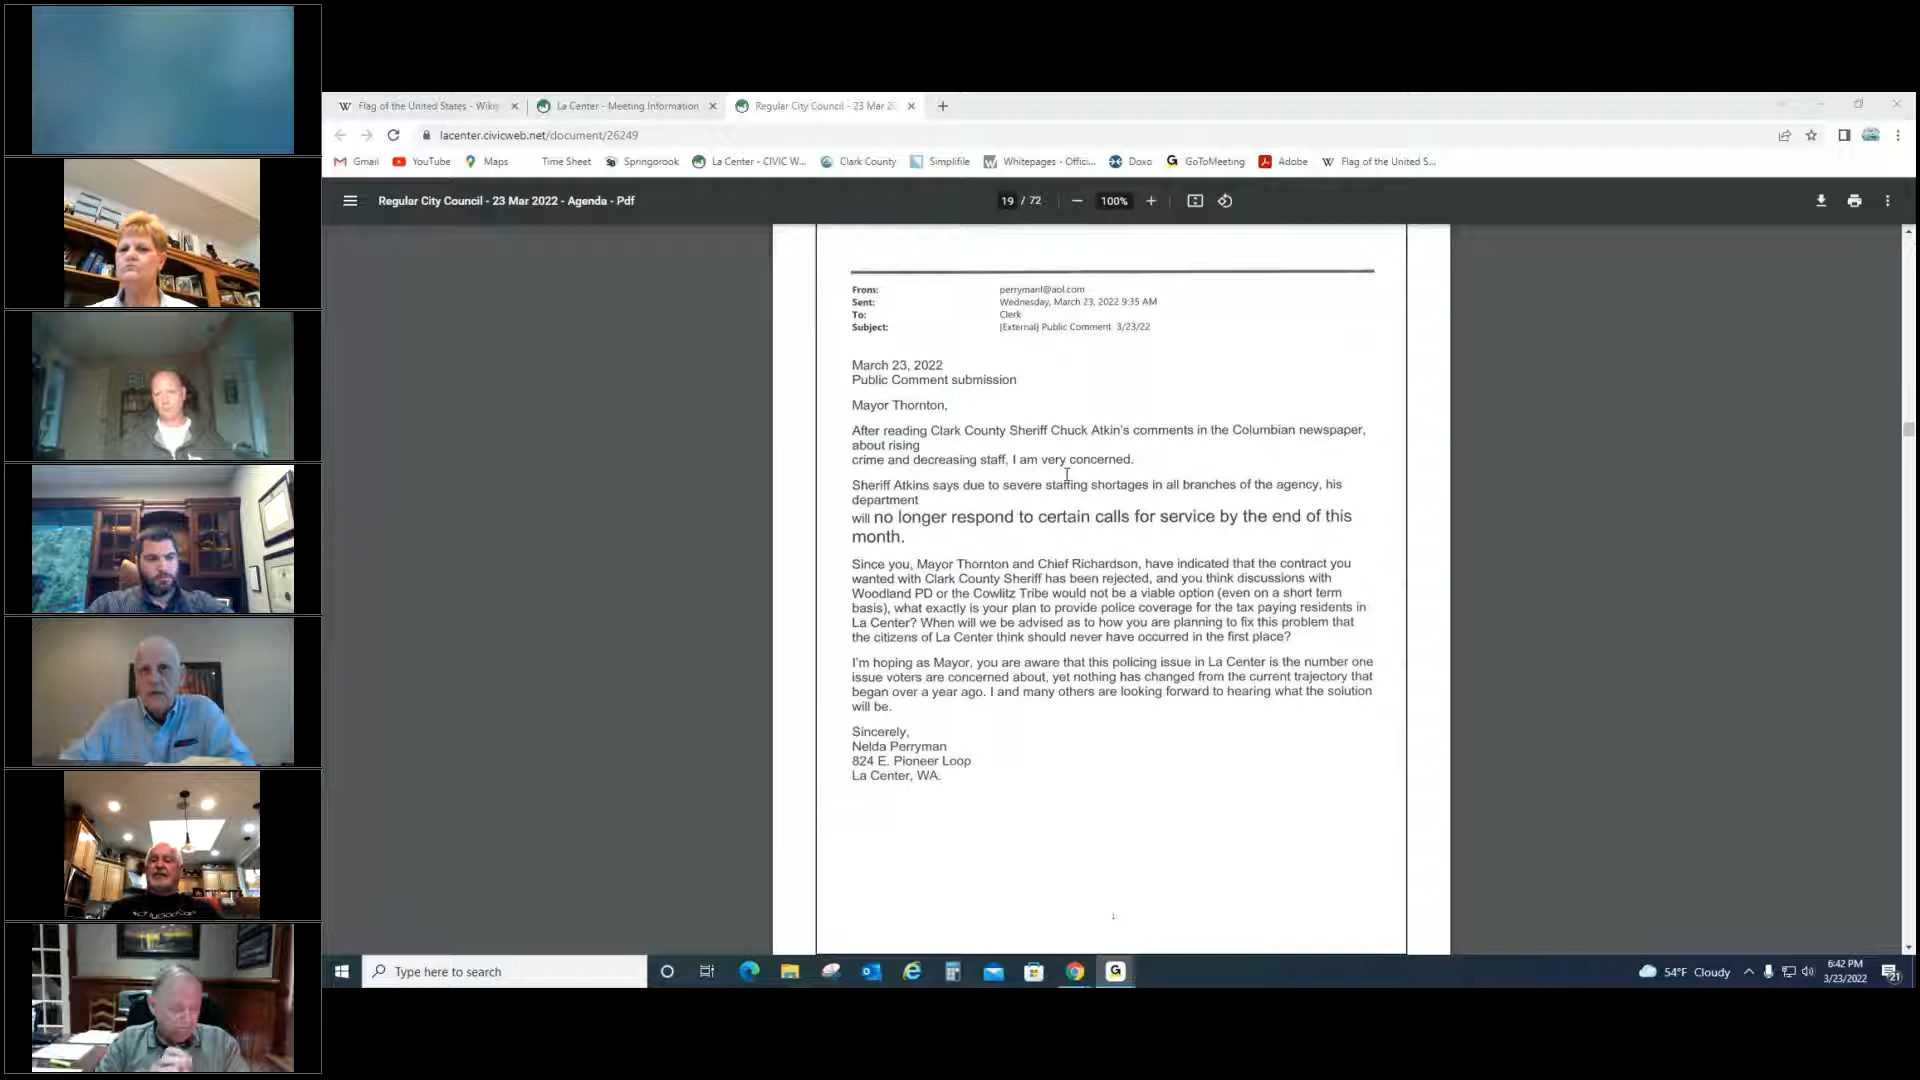 Flag of the United States - Wiki
La Center - Meeting Information
Regular City Council - 23 Mar 20
lacenter.civicweb.net/document/26249
Gmail
YouTube
Maps
Time Sheet
Springbrook
La Center - CIVIC W...
Clark County
Simplifile
Whitepages - Offici...
Doxo
GoToMeeting
Adobe
Flag of the United S...
Regular City Council - 23 Mar 2022 - Agenda - Pdf
19 / 72
100%
From: perrymanl@aol.com
Sent: Wednesday, March 23, 2022 9:35 AM
To: Clerk
Subject: [External] Public Comment 3/23/22
March 23, 2022
Public Comment submission
Mayor Thornton,
After reading Clark County Sheriff Chuck Atkin's comments in the Columbian newspaper,
about rising
crime and decreasing staff, I am very concerned.
Sheriff Atkins says due to severe staffing shortages in all branches of the agency, his
department
will no longer respond to certain calls for service by the end of this
month.
Since you, Mayor Thornton and Chief Richardson, have indicated that the contract you
wanted with Clark County Sheriff has been rejected, and you think discussions with
Woodland PD or the Cowlitz Tribe would not be a viable option (even on a short term
basis), what exactly is your plan to provide police coverage for the tax paying residents in
La Center? When will we be advised as to how you are planning to fix this problem that
the citizens of La Center think should never have occurred in the first place?
I'm hoping as Mayor, you are aware that this policing issue in La Center is the number one
issue voters are concerned about, yet nothing has changed from the current trajectory that
began over a year ago. I and many others are looking forward to hearing what the solution
will be.
Sincerely,
Nelda Perryman
824 E. Pioneer Loop
La Center, WA.
1
Type here to search
54°F Cloudy
6:42 PM
3/23/2022
21